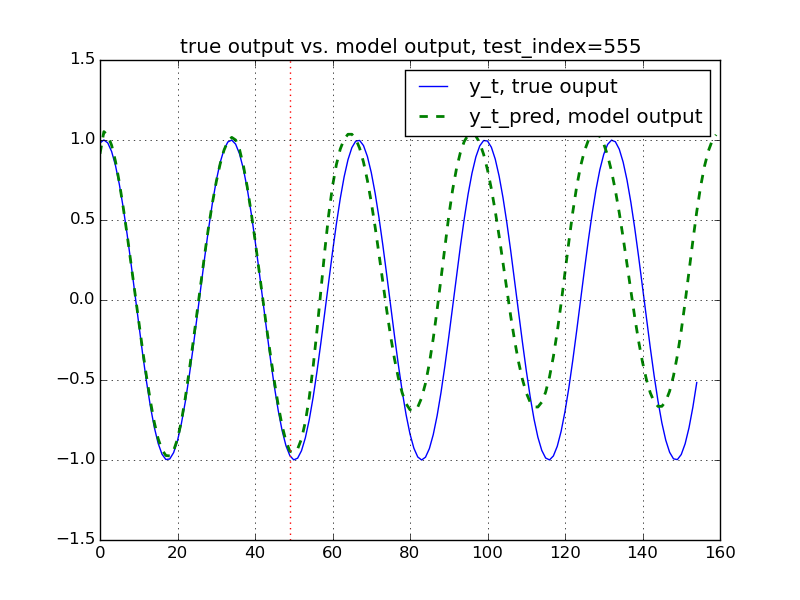 true output vs. model output, test_index=555
y_t, true ouput
y_t_pred, model output
1.5
1.0
0.5
0.0
−0.5
−1.0
−1.5
0 20 40 60 80 100 120 140 160